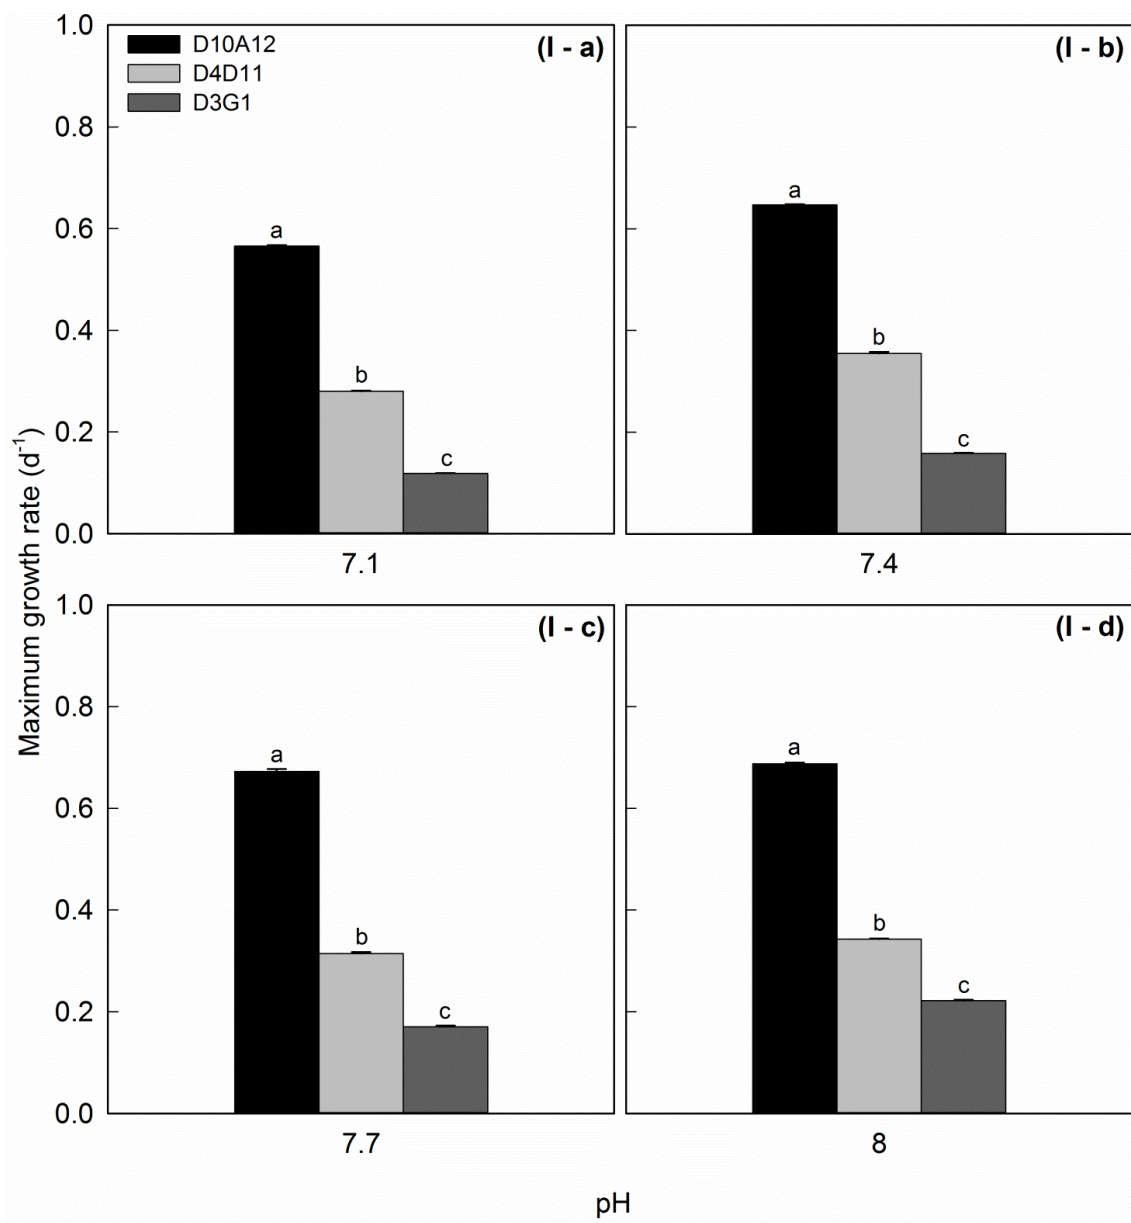 Maximum growth rate (d⁻¹)
1.0
0.8
0.6
0.4
0.2
0.0
D10A12
D4D11
D3G1
(I - a)
a
b
c
7.1
(I - b)
a
b
c
7.4
1.0
0.8
0.6
0.4
0.2
0.0
(I - c)
a
b
c
7.7
(I - d)
a
b
c
8
pH